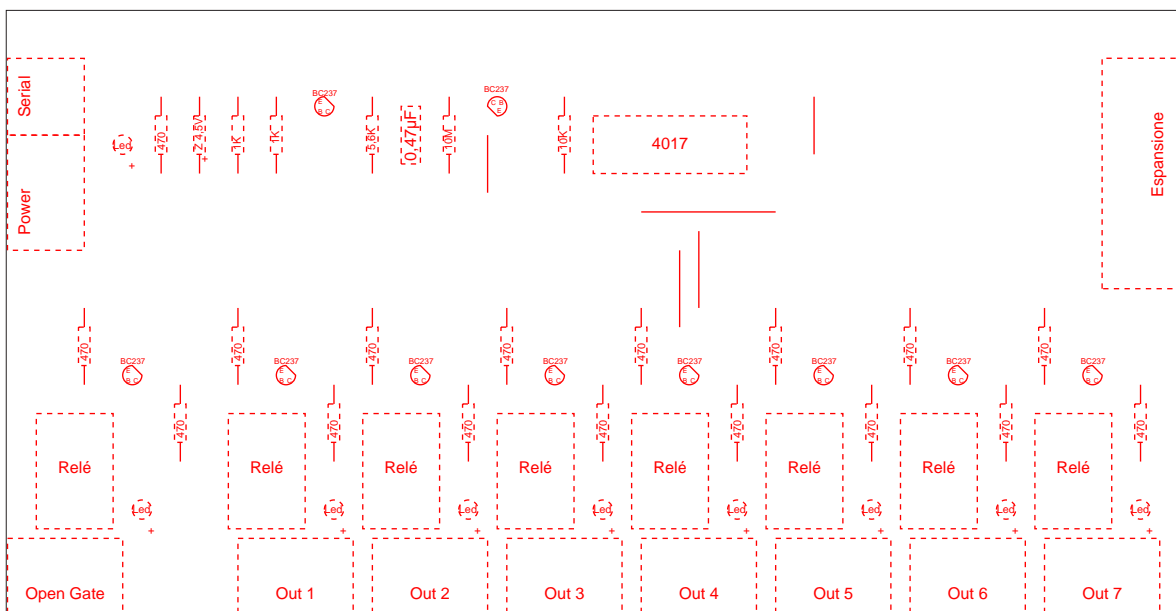 Serial
Power
Led
+
470
Z 4,5V
+
1K
1K
BC237
E
B C
5,6K
0,47µF
10M
BC237
C B
E
10K
4017
Espansione
470
470
470
470
470
470
470
470
BC237
E
B C
BC237
E
B C
BC237
E
B C
BC237
E
B C
BC237
E
B C
BC237
E
B C
BC237
E
B C
BC237
E
B C
470
470
470
470
470
470
470
470
Relé
Relé
Relé
Relé
Relé
Relé
Relé
Relé
Led
Led
Led
Led
Led
Led
Led
Led
+
+
+
+
+
+
+
+
Open Gate
Out 1
Out 2
Out 3
Out 4
Out 5
Out 6
Out 7